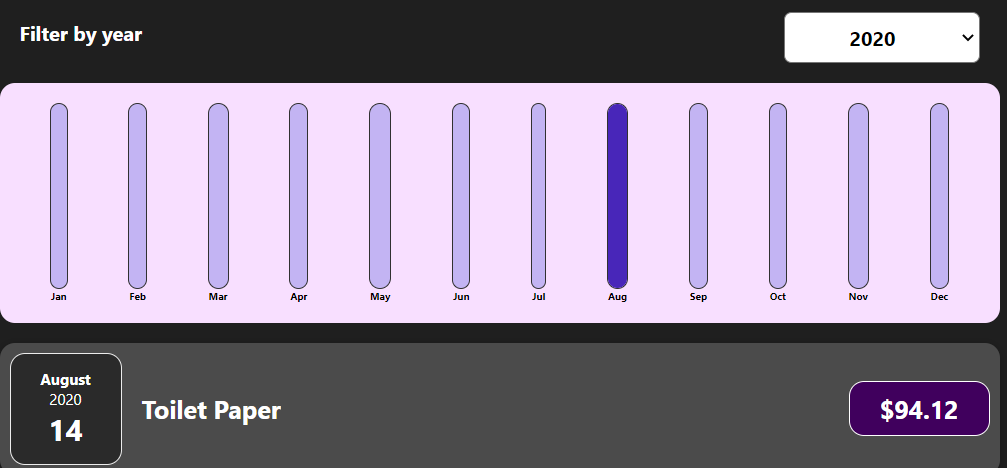 Filter by year
2020
Jan Feb Mar Apr May Jun Jul Aug Sep Oct Nov Dec
August
2020
14
Toilet Paper
$94.12